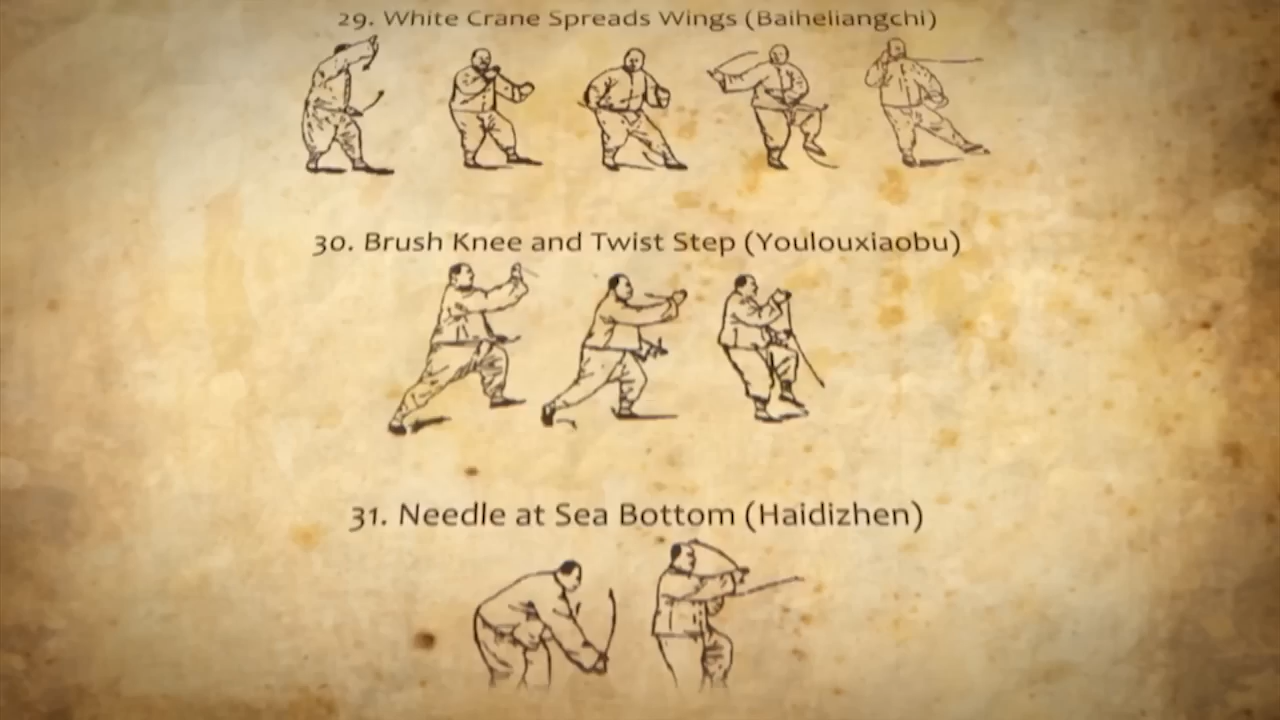 29. White Crane Spreads Wings (Baiheliangchi)
30. Brush Knee and Twist Step (Youlouxiaobu)
31. Needle at Sea Bottom (Haidizhen)